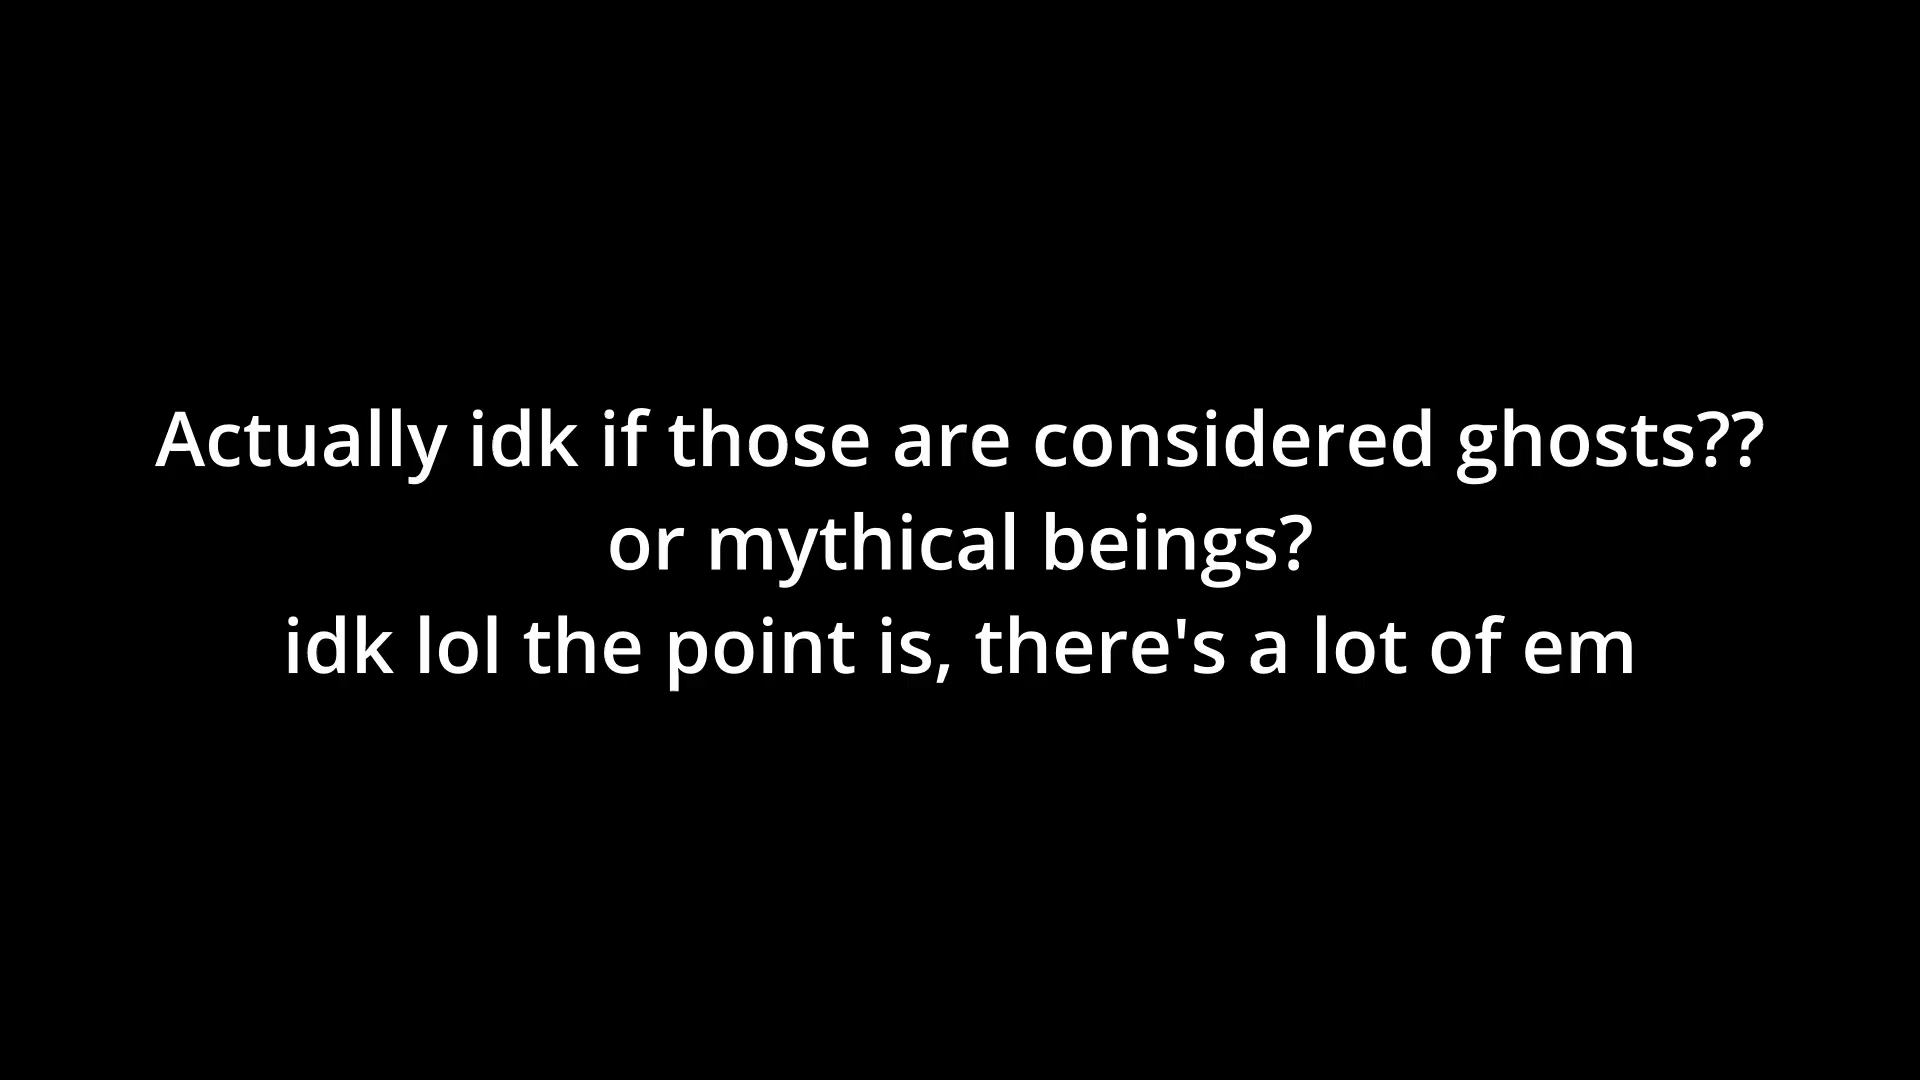 Actually idk if those are considered ghosts??
or mythical beings?
idk lol the point is, there's a lot of em